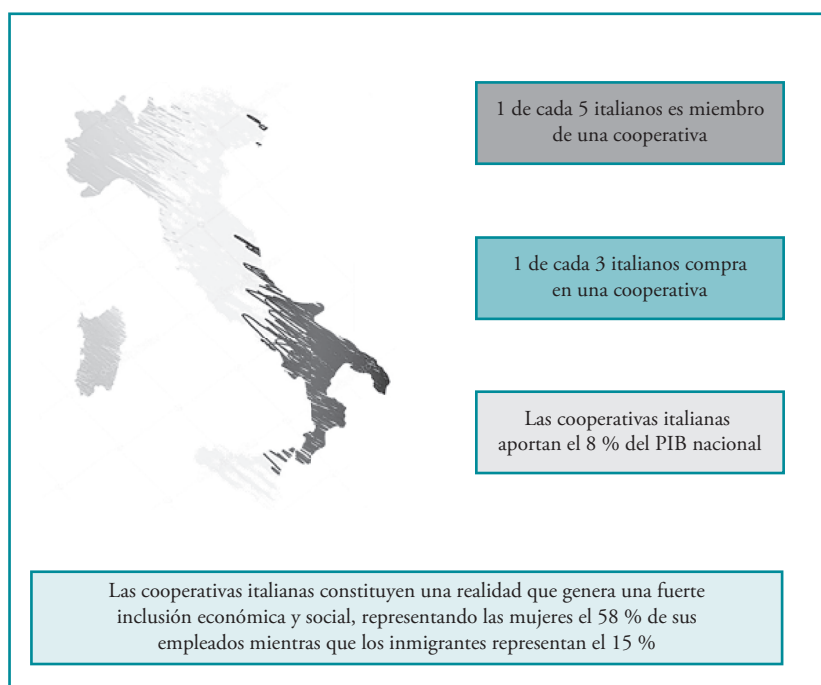 1 de cada 5 italianos es miembro
de una cooperativa
1 de cada 3 italianos compra
en una cooperativa
Las cooperativas italianas
aportan el 8 % del PIB nacional
Las cooperativas italianas constituyen una realidad que genera una fuerte
inclusión económica y social, representando las mujeres el 58 % de sus
empleados mientras que los inmigrantes representan el 15 %